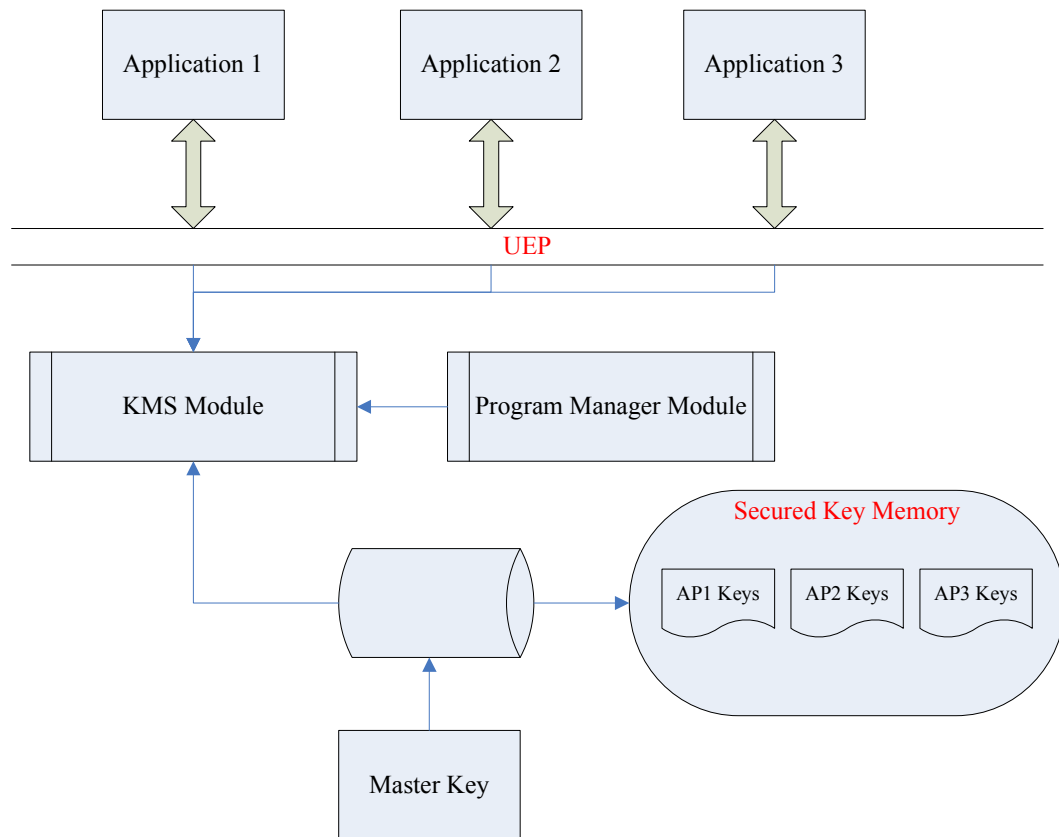 Application 1
Application 2
Application 3
UEP
KMS Module
Program Manager Module
Secured Key Memory
AP1 Keys
AP2 Keys
AP3 Keys
Master Key